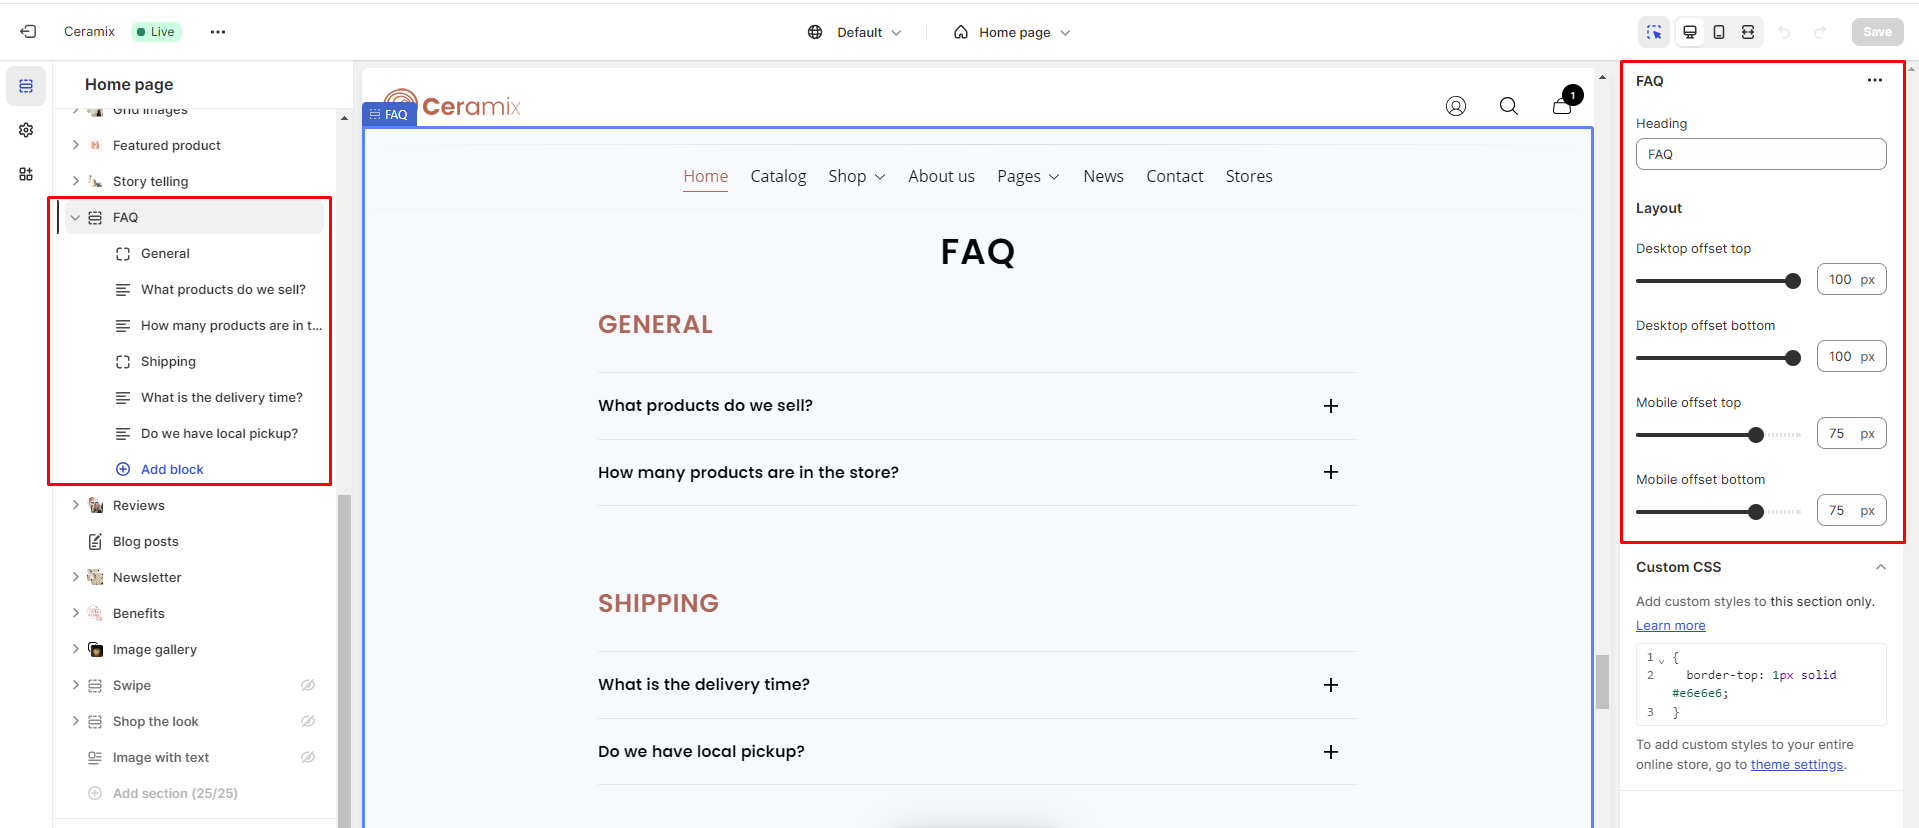 Ceramix
Live
Default
Home page
Save
Home page
Grid images
Featured product
Story telling
FAQ
General
What products do we sell?
How many products are in t...
Shipping
What is the delivery time?
Do we have local pickup?
Add block
Reviews
Blog posts
Newsletter
Benefits
Image gallery
Swipe
Shop the look
Image with text
Add section (25/25)
Ceramix
FAQ
1
Home Catalog Shop About us Pages News Contact Stores
FAQ
GENERAL
What products do we sell?
How many products are in the store?
SHIPPING
What is the delivery time?
Do we have local pickup?
FAQ
Heading
FAQ
Layout
Desktop offset top
100 px
Desktop offset bottom
100 px
Mobile offset top
75 px
Mobile offset bottom
75 px
Custom CSS
Add custom styles to this section only.
Learn more
1 {
2 border-top: 1px solid
#e6e6e6;
3 }
To add custom styles to your entire
online store, go to theme settings.